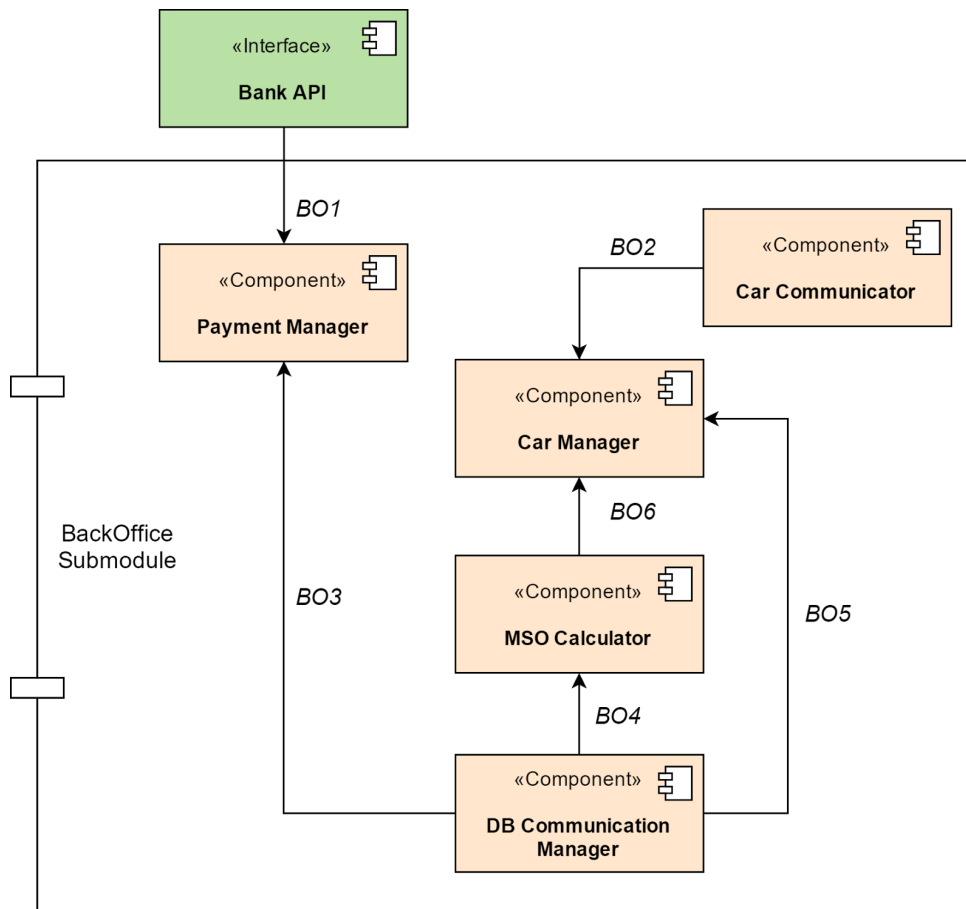 «Interface»
Bank API
BO1
«Component»
Payment Manager
BO2
«Component»
Car Communicator
«Component»
Car Manager
BO6
BackOffice
Submodule
BO3
«Component»
MSO Calculator
BO5
BO4
«Component»
DB Communication
Manager